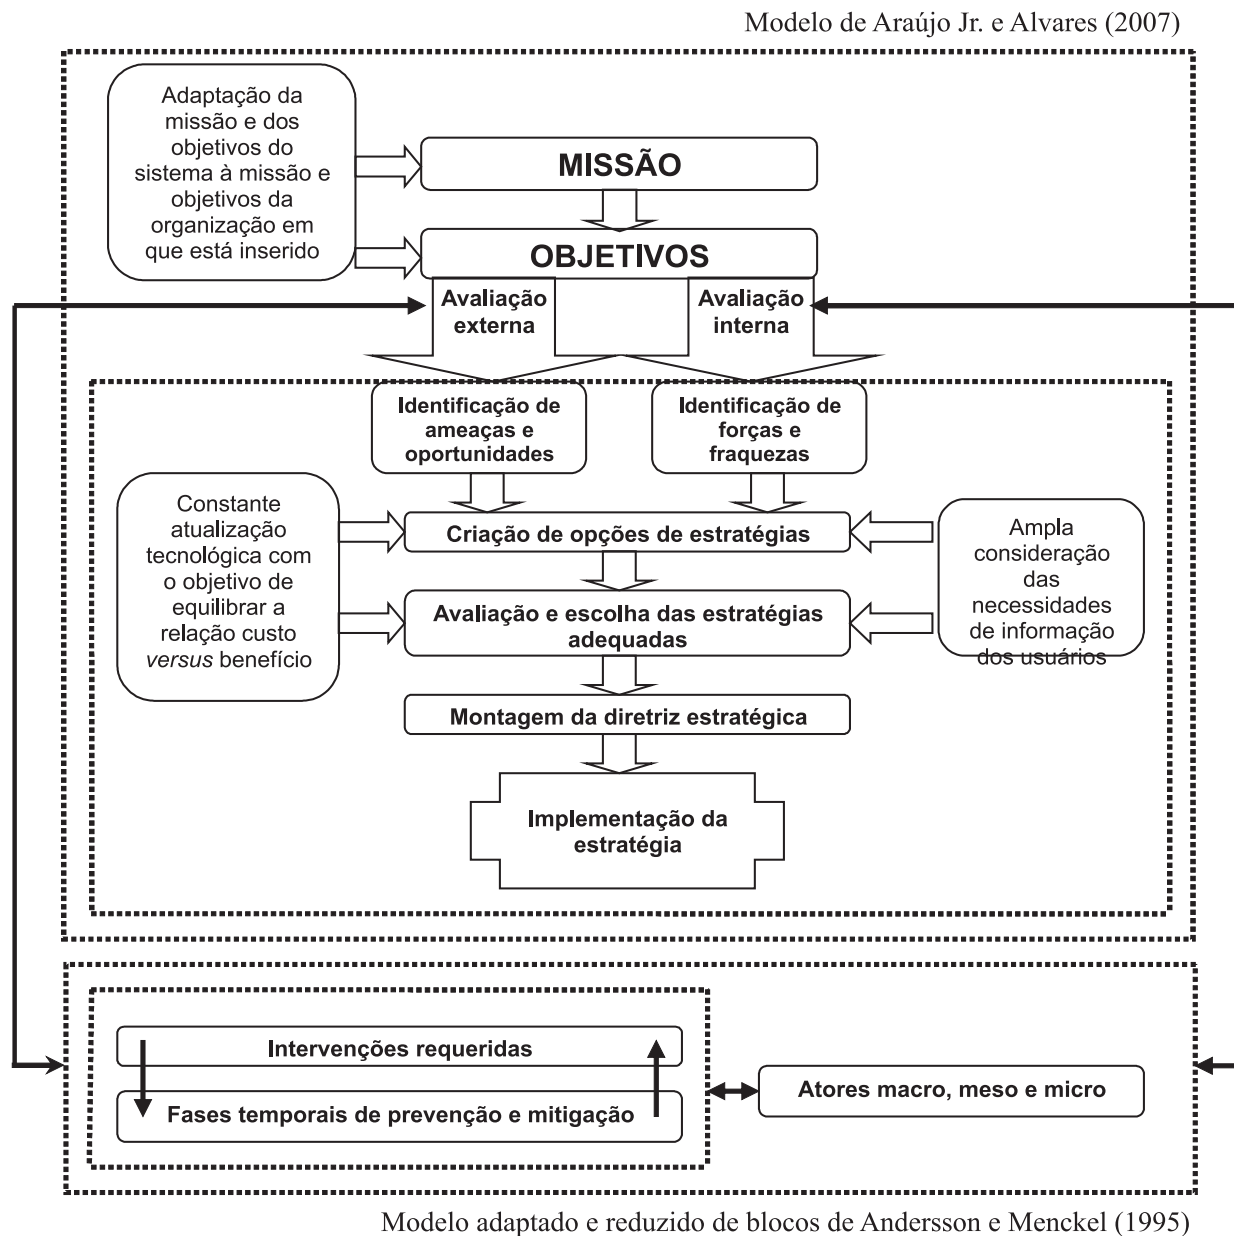 Modelo de Araújo Jr. e Alvares (2007)
Adaptação da
missão e dos
objetivos do
sistema à missão e
objetivos da
organização em
que está inserido
MISSÃO
OBJETIVOS
Avaliação
externa
Avaliação
interna
Identificação de
ameaças e
oportunidades
Identificação de
forças e
fraquezas
Constante
atualização
tecnológica com
o objetivo de
equilibrar a
relação custo
versus benefício
Criação de opções de estratégias
Avaliação e escolha das estratégias
adequadas
Ampla
consideração
das
necessidades
de informação
dos usuários
Montagem da diretriz estratégica
Implementação da
estratégia
Intervenções requeridas
Fases temporais de prevenção e mitigação
Atores macro, meso e micro
Modelo adaptado e reduzido de blocos de Andersson e Menckel (1995)